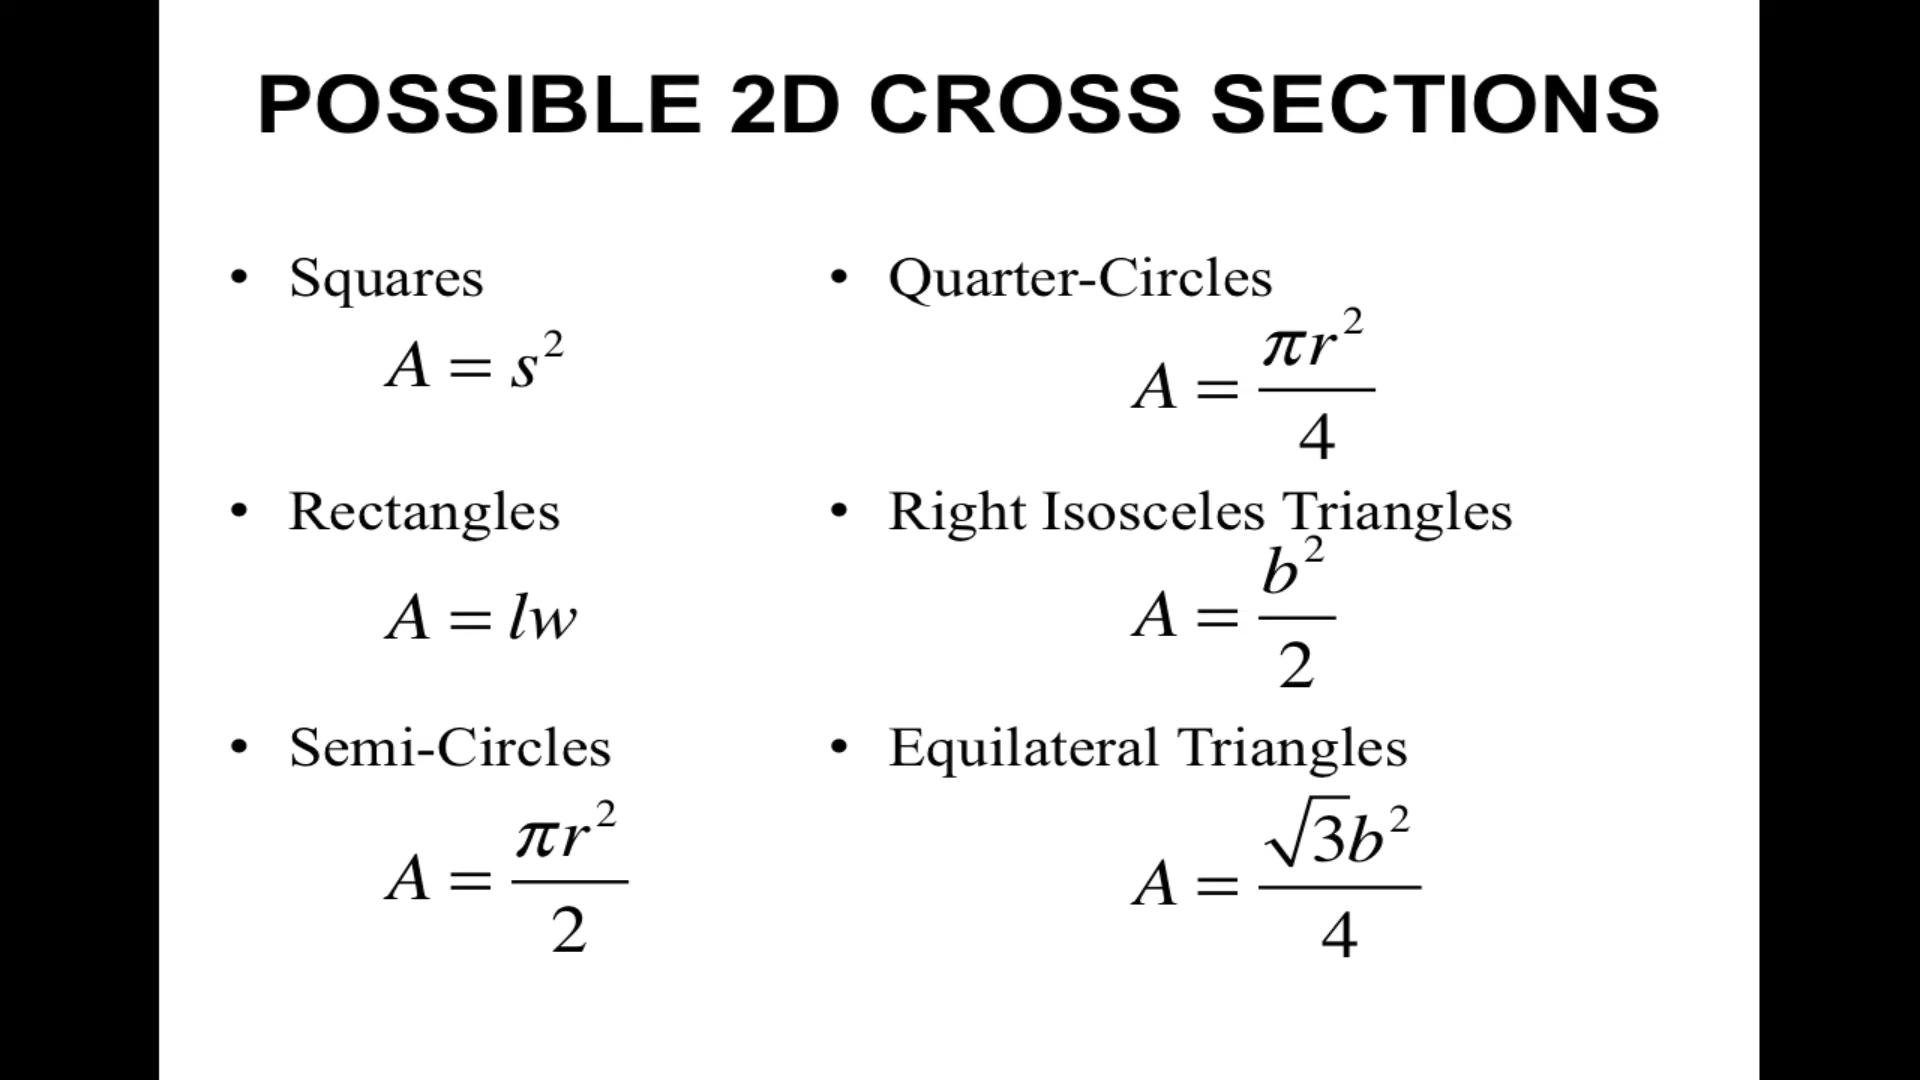 POSSIBLE 2D CROSS SECTIONS
• Squares
A = s²
• Rectangles
A = lw
• Semi-Circles
A = πr²/2
• Quarter-Circles
A = πr²/4
• Right Isosceles Triangles
A = b²/2
• Equilateral Triangles
A = √3b²/4